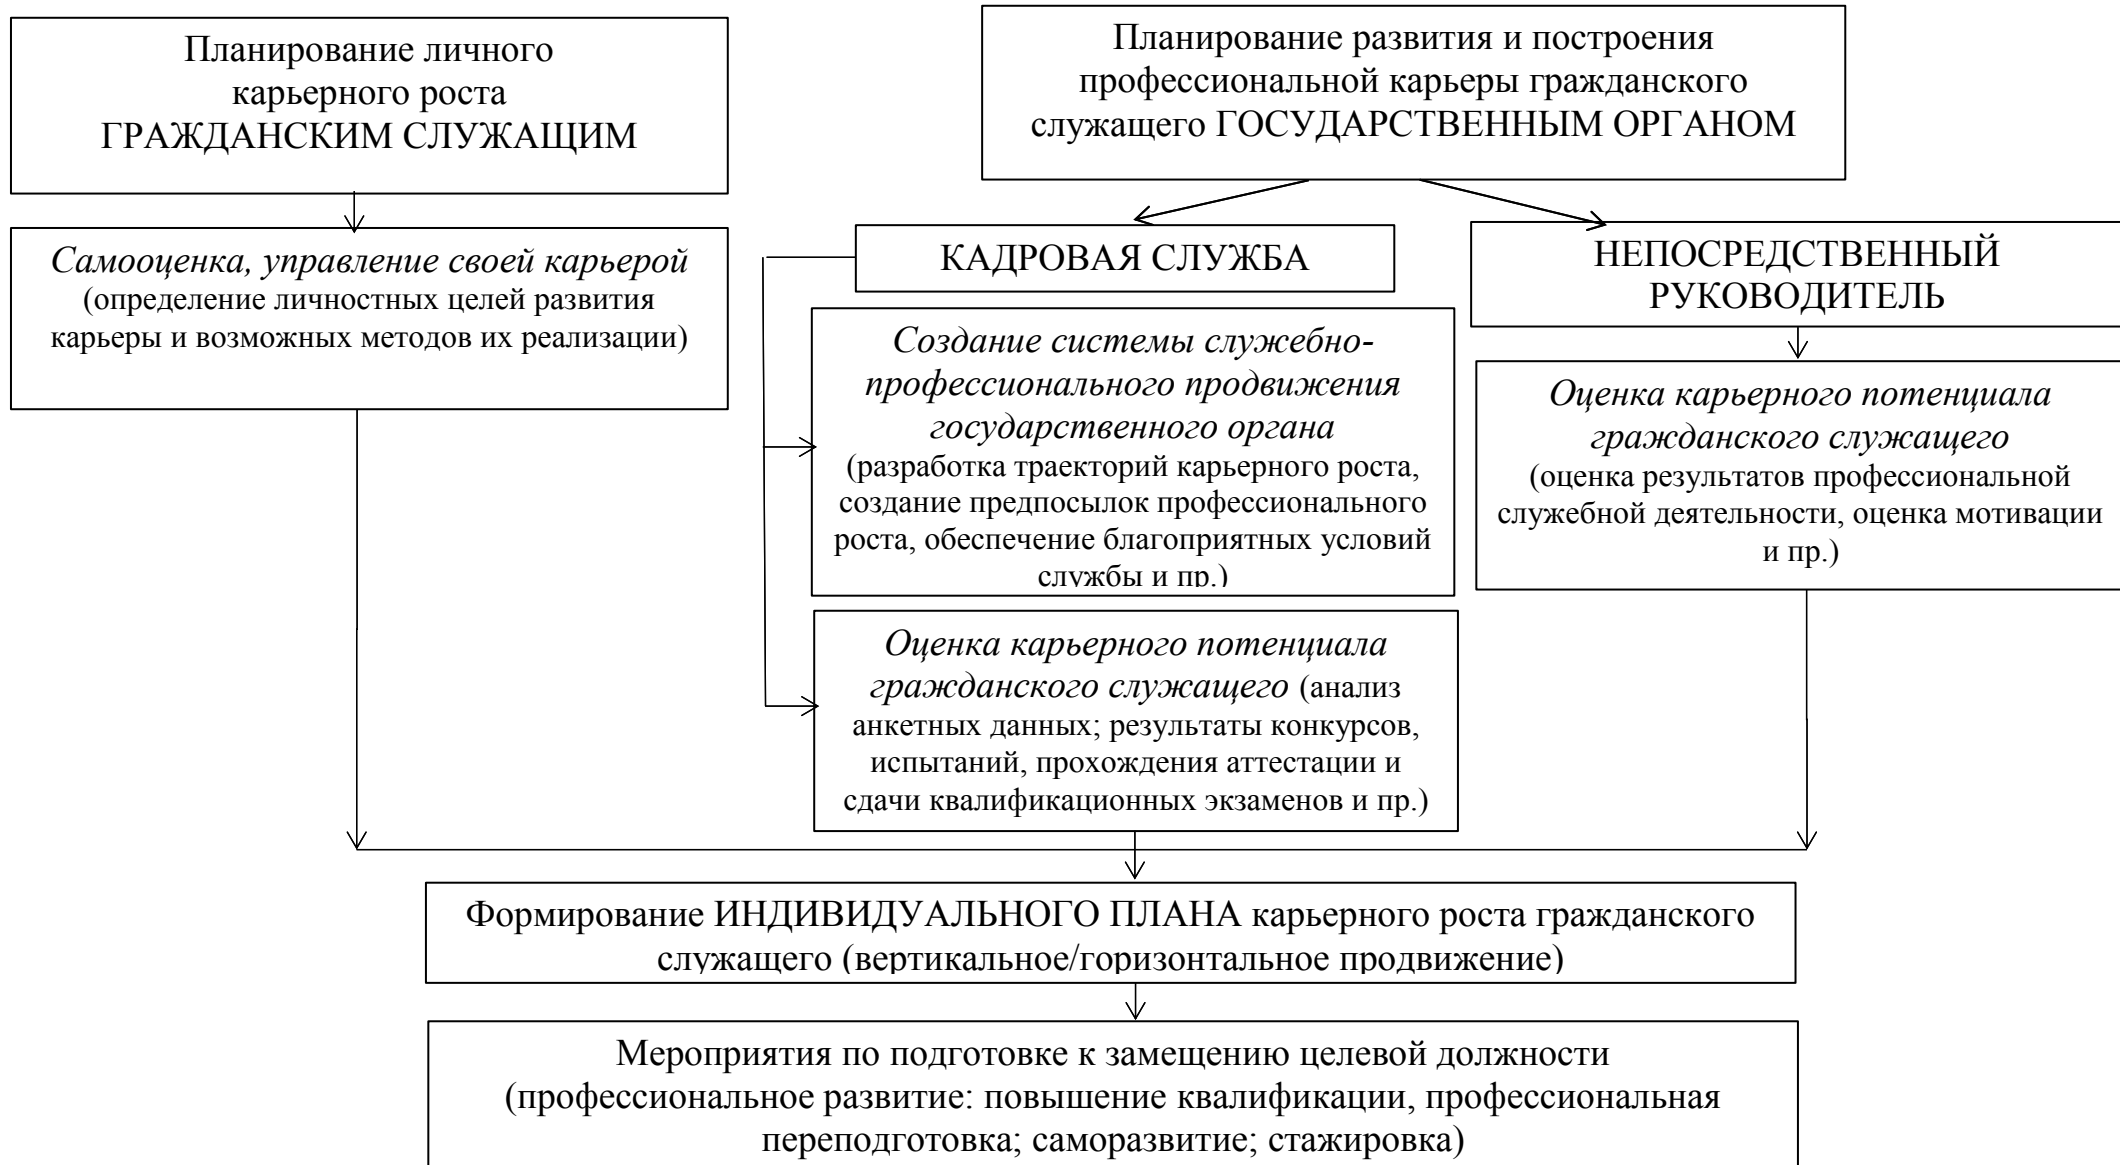 Планирование личного
карьерного роста
ГРАЖДАНСКИМ СЛУЖАЩИМ
Планирование развития и построения
профессиональной карьеры гражданского
служащего ГОСУДАРСТВЕННЫМ ОРГАНОМ
Самооценка, управление своей карьерой
(определение личностных целей развития
карьеры и возможных методов их реализации)
КАДРОВАЯ СЛУЖБА
НЕПОСРЕДСТВЕННЫЙ
РУКОВОДИТЕЛЬ
Создание системы служебно-
профессионального продвижения
государственного органа
(разработка траекторий карьерного роста,
создание предпосылок профессионального
роста, обеспечение благоприятных условий
службы и пр.)
Оценка карьерного потенциала
гражданского служащего
(оценка результатов профессиональной
служебной деятельности, оценка мотивации
и пр.)
Оценка карьерного потенциала
гражданского служащего (анализ
анкетных данных; результаты конкурсов,
испытаний, прохождения аттестации и
сдачи квалификационных экзаменов и пр.)
Формирование ИНДИВИДУАЛЬНОГО ПЛАНА карьерного роста гражданского
служащего (вертикальное/горизонтальное продвижение)
Мероприятия по подготовке к замещению целевой должности
(профессиональное развитие: повышение квалификации, профессиональная
переподготовка; саморазвитие; стажировка)